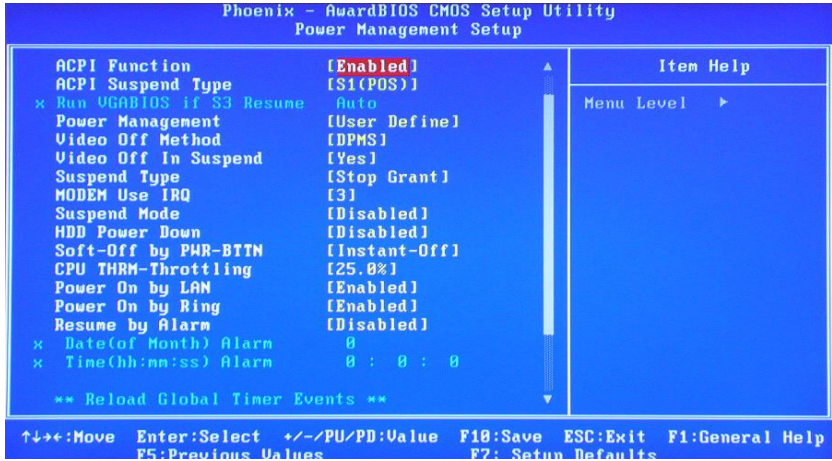 Phoenix - AwardBIOS CMOS Setup Utility
Power Management Setup
ACPI Function [Enabled]
ACPI Suspend Type [S1(POS)]
x Run VGABIOS if S3 Resume Auto
Power Management [User Define]
Video Off Method [DPMS]
Video Off In Suspend [Yes]
Suspend Type [Stop Grant]
MODEM Use IRQ [3]
Suspend Mode [Disabled]
HDD Power Down [Disabled]
Soft-Off by PWR-BTTN [Instant-Off]
CPU THRM-Throttling [25.0%]
Power On by LAN [Enabled]
Power On by Ring [Enabled]
Resume by Alarm [Disabled]
x Date(of Month) Alarm 0
x Time(hh:mm:ss) Alarm 0 : 0 : 0
** Reload Global Timer Events **
Item Help
Menu Level ▶
↑↓→←:Move Enter:Select +/-/PU/PD:Value F10:Save ESC:Exit F1:General Help
F5:Previous Values F7: Setup Defaults